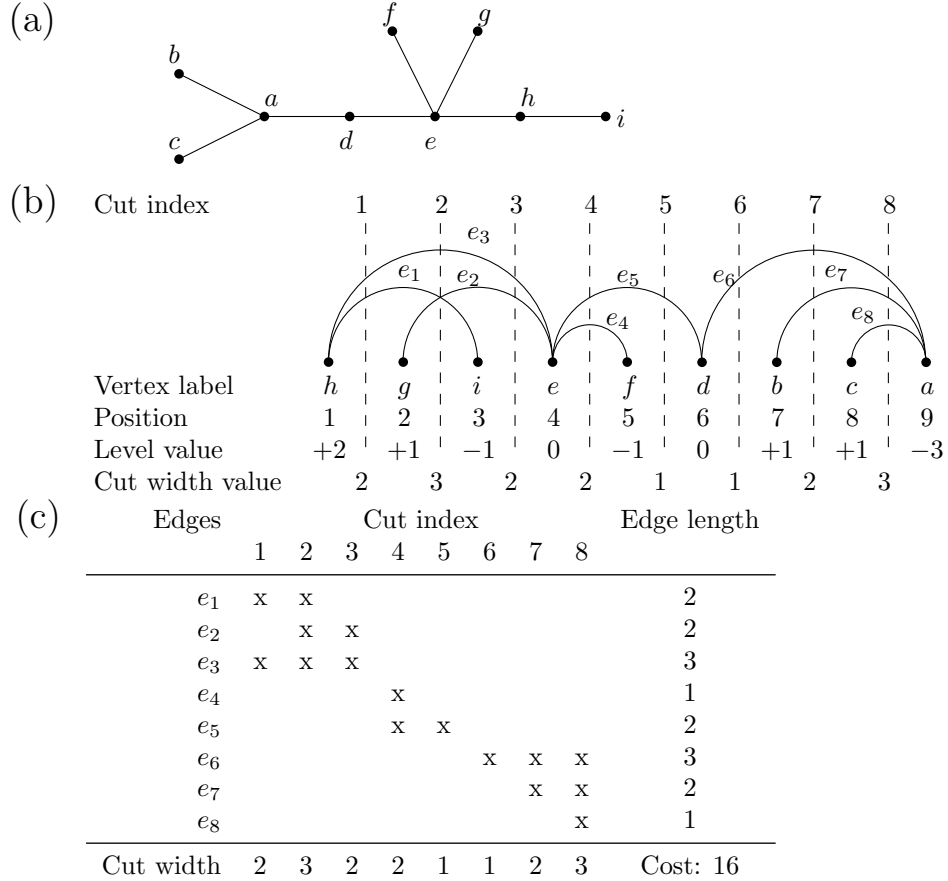 (a)
f g
b
a h
c d e i
(b) Cut index 1 2 3 4 5 6 7 8
e₃
e₁ e₂ e₅ e₆ e₇
e₄ e₈
Vertex label h g i e f d b c a
Position 1 2 3 4 5 6 7 8 9
Level value +2 +1 −1 0 −1 0 +1 +1 −3
Cut width value 2 3 2 2 1 1 2 3
(c) Edges Cut index Edge length
1 2 3 4 5 6 7 8
e₁ x x 2
e₂ x x 2
e₃ x x x 3
e₄ x 1
e₅ x x 2
e₆ x x x 3
e₇ x x 2
e₈ x 1
Cut width 2 3 2 2 1 1 2 3 Cost: 16